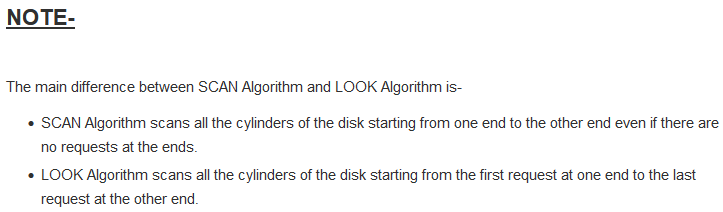 NOTE-
The main difference between SCAN Algorithm and LOOK Algorithm is-
• SCAN Algorithm scans all the cylinders of the disk starting from one end to the other end even if there are
no requests at the ends.
• LOOK Algorithm scans all the cylinders of the disk starting from the first request at one end to the last
request at the other end.